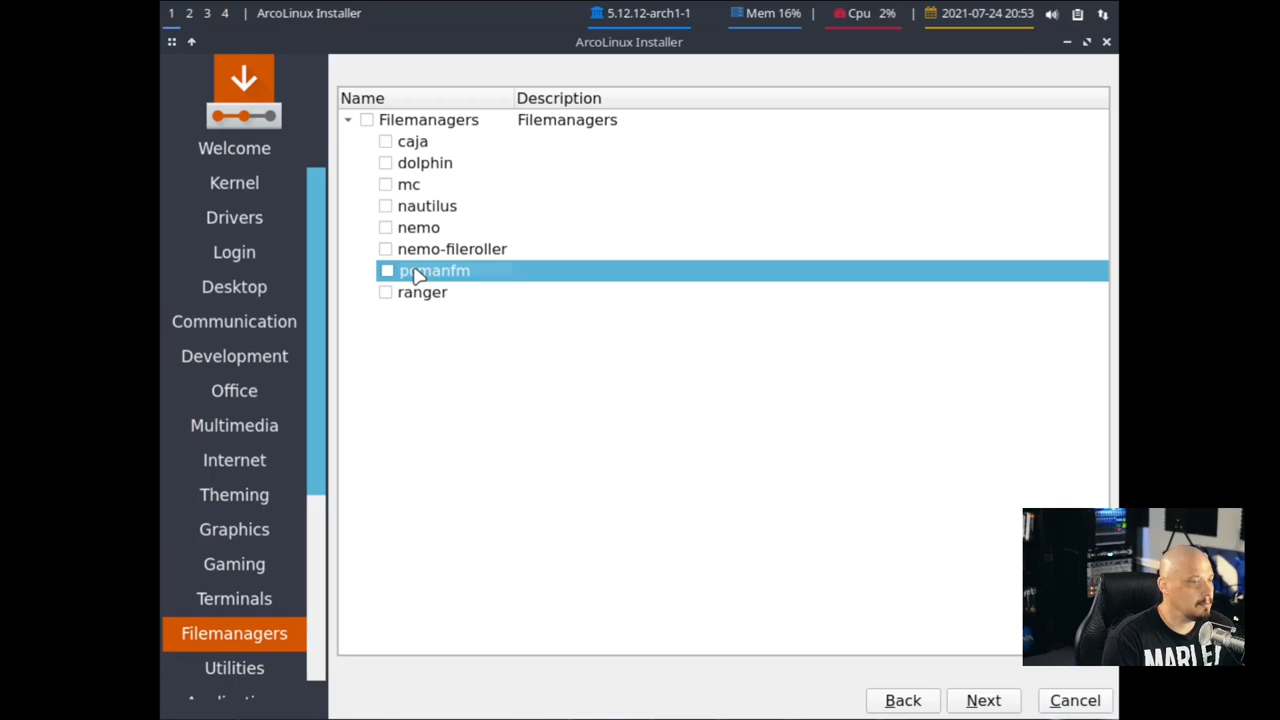 1 2 3 4 | ArcoLinux Installer 5.12.12-arch1-1 Mem 16% | Cpu 2% | 2021-07-24 20:53
ArcoLinux Installer
Welcome
Kernel
Drivers
Login
Desktop
Communication
Development
Office
Multimedia
Internet
Theming
Graphics
Gaming
Terminals
Filemanagers
Utilities
Name Description
Filemanagers Filemanagers
caja
dolphin
mc
nautilus
nemo
nemo-fileroller
pcmanfm
ranger
Back Next Cancel